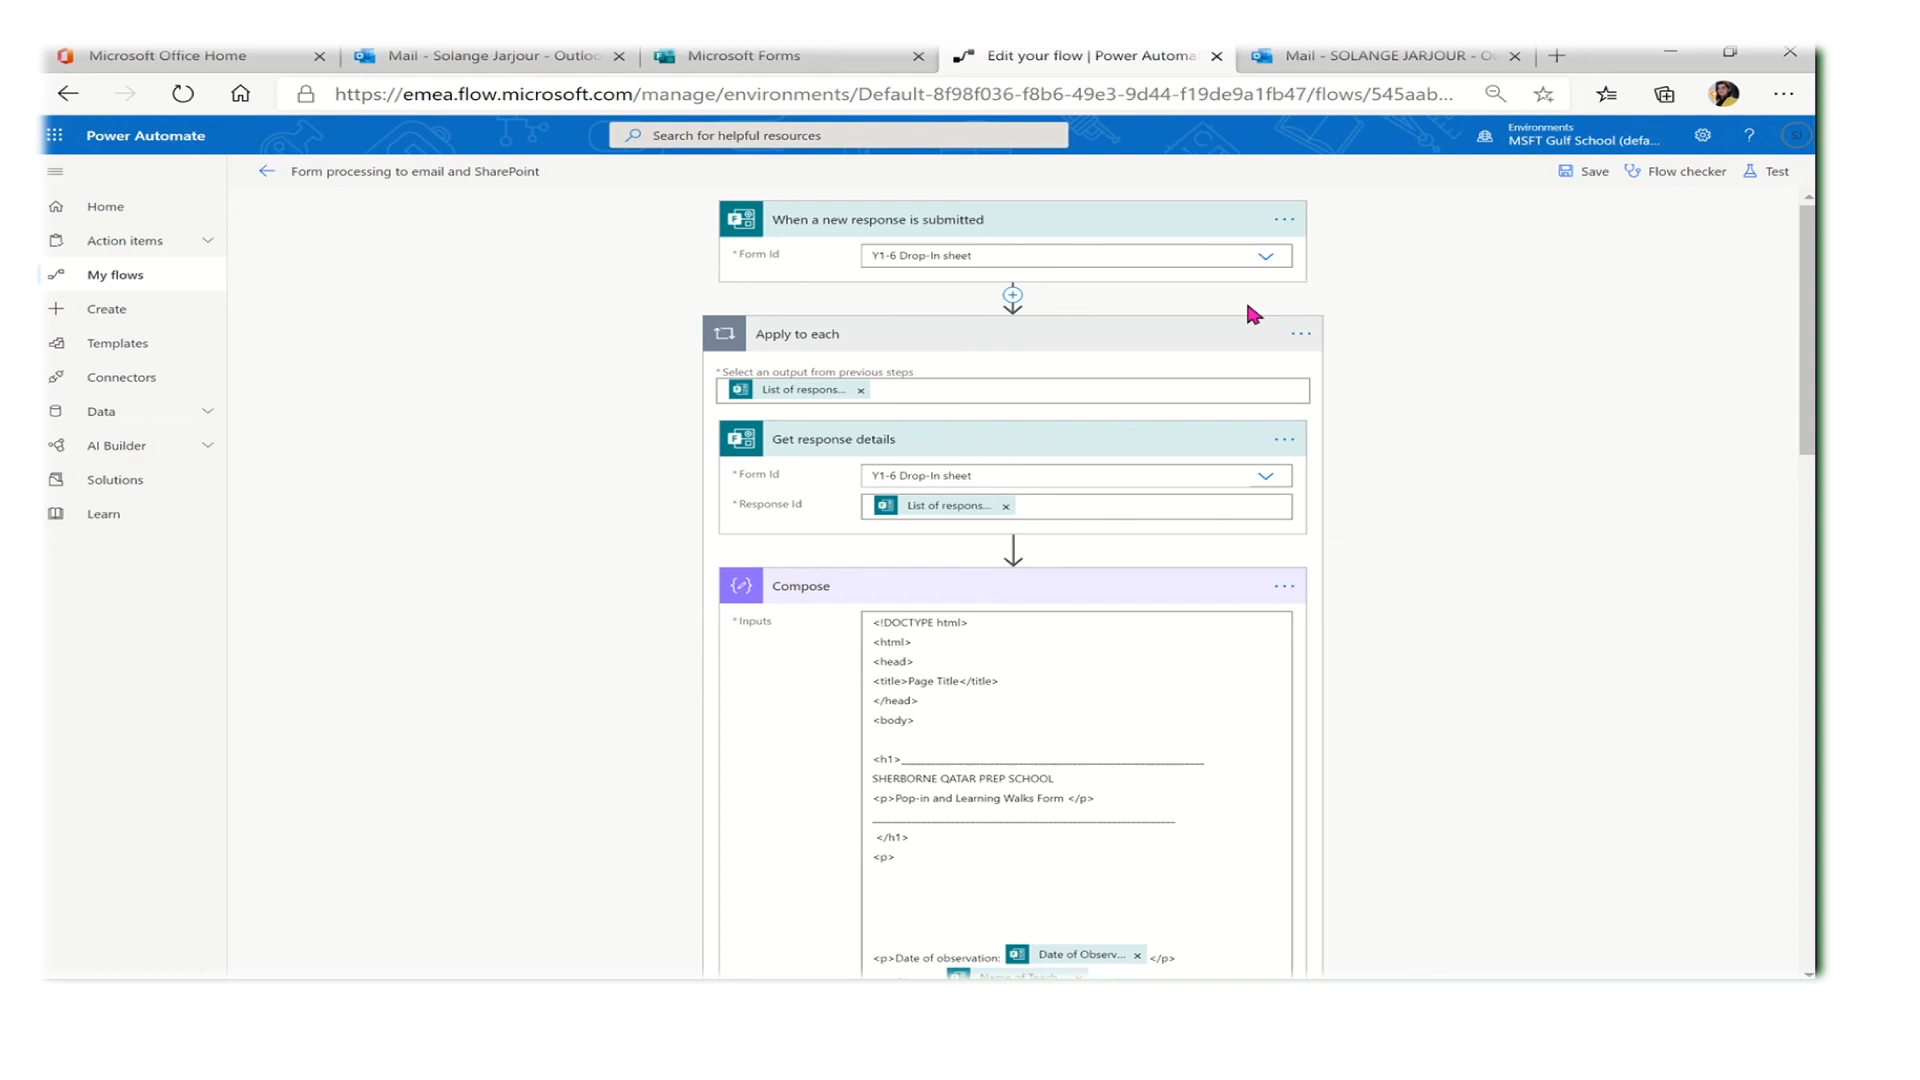 Microsoft Office Home
Mail - Solange Jarjour - Outloo
Microsoft Forms
Edit your flow | Power Automa
Mail - SOLANGE JARJOUR - O
https://emea.flow.microsoft.com/manage/environments/Default-8f98f036-f8b6-49e3-9d44-f19de9a1fb47/flows/545aab...
Power Automate
Search for helpful resources
Environments
MSFT Gulf School (defa...
?
SJ
Form processing to email and SharePoint
Save
Flow checker
Test
Home
Action items
My flows
Create
Templates
Connectors
Data
AI Builder
Solutions
Learn
When a new response is submitted
* Form Id
Y1-6 Drop-In sheet
Apply to each
* Select an output from previous steps
List of respons...
Get response details
* Form Id
Y1-6 Drop-In sheet
* Response Id
List of respons...
Compose
* Inputs
<!DOCTYPE html>
<html>
<head>
<title>Page Title</title>
</head>
<body>
<h1>____________________________________________
SHERBORNE QATAR PREP SCHOOL
<p>Pop-in and Learning Walks Form </p>
____________________________________________
</h1>
<p>
<p>Date of observation: Date of Observ... </p>
Name of Teach...